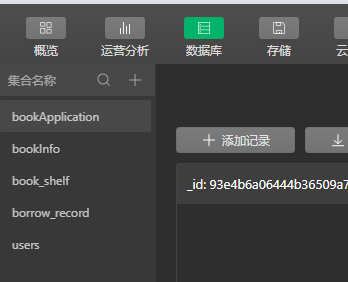 概览 运营分析 数据库 存储 云
集合名称
bookApplication
bookInfo
book_shelf
borrow_record
users
添加记录
_id: 93e4b6a06444b36509a7